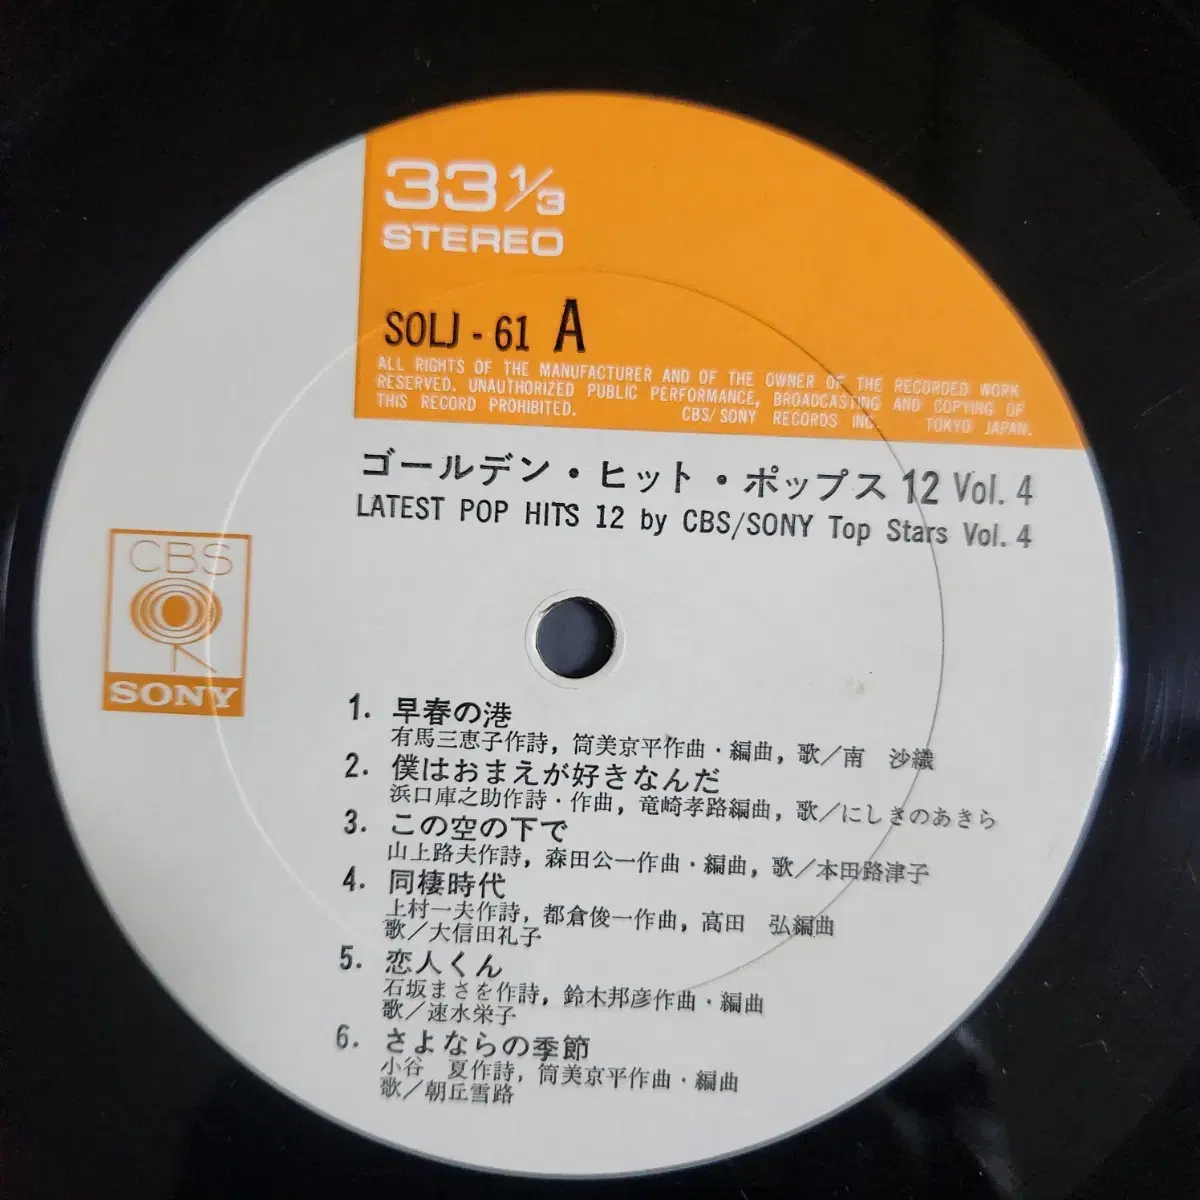 33 1/3
STEREO
SOLJ - 61 A
ALL RIGHTS OF THE MANUFACTURER AND OF THE OWNER OF THE RECORDED WORK
RESERVED. UNAUTHORIZED PUBLIC PERFORMANCE, BROADCASTING AND COPYING OF
THIS RECORD PROHIBITED. CBS/SONY RECORDS INC. TOKYO JAPAN.
ゴールデン・ヒット・ポップス 12 Vol. 4
LATEST POP HITS 12 by CBS/SONY Top Stars Vol. 4
CBS
SONY
1. 早春の港
有馬三恵子作詩, 筒美京平作曲・編曲, 歌／南 沙織
2. 僕はおまえが好きなんだ
浜口庫之助作詩・作曲, 竜崎孝路編曲, 歌／にしきのあきら
3. この空の下で
山上路夫作詩, 森田公一作曲・編曲, 歌／本田路津子
4. 同棲時代
上村一夫作詩, 都倉俊一作曲, 高田 弘編曲
歌／大信田礼子
5. 恋人くん
石坂まさを作詩, 鈴木邦彦作曲・編曲
歌／速水栄子
6. さよならの季節
小谷 夏作詩, 筒美京平作曲・編曲
歌／朝丘雪路